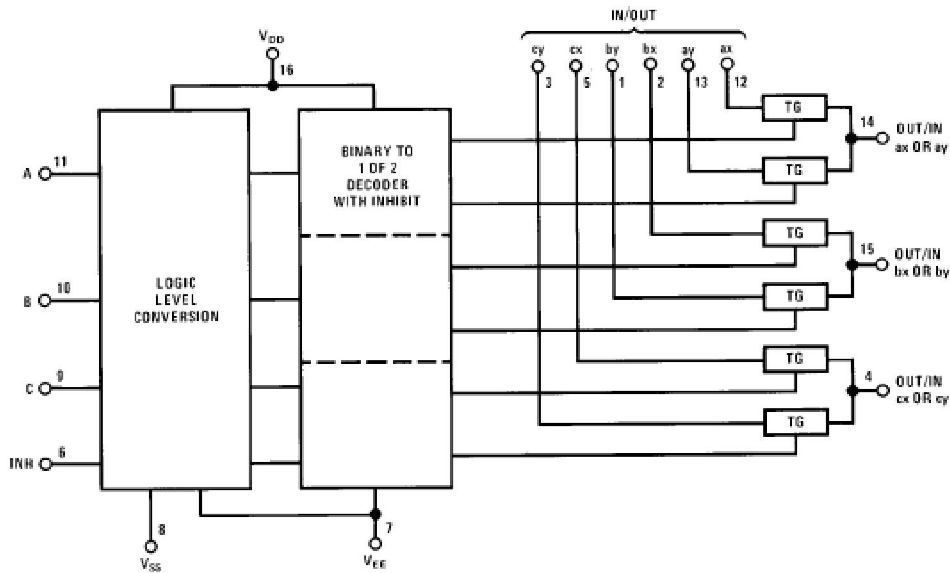 IN/OUT
VDD
16
cy cx by bx ay ax
3 5 1 2 13 12
TG
14
OUT/IN
ax OR ay
TG
A 11
BINARY TO
1 OF 2
DECODER
WITH INHIBIT
TG
15
OUT/IN
bx OR by
TG
B 10
LOGIC
LEVEL
CONVERSION
TG
4
OUT/IN
cx OR cy
TG
C 9
INH 6
8
VSS
7
VEE